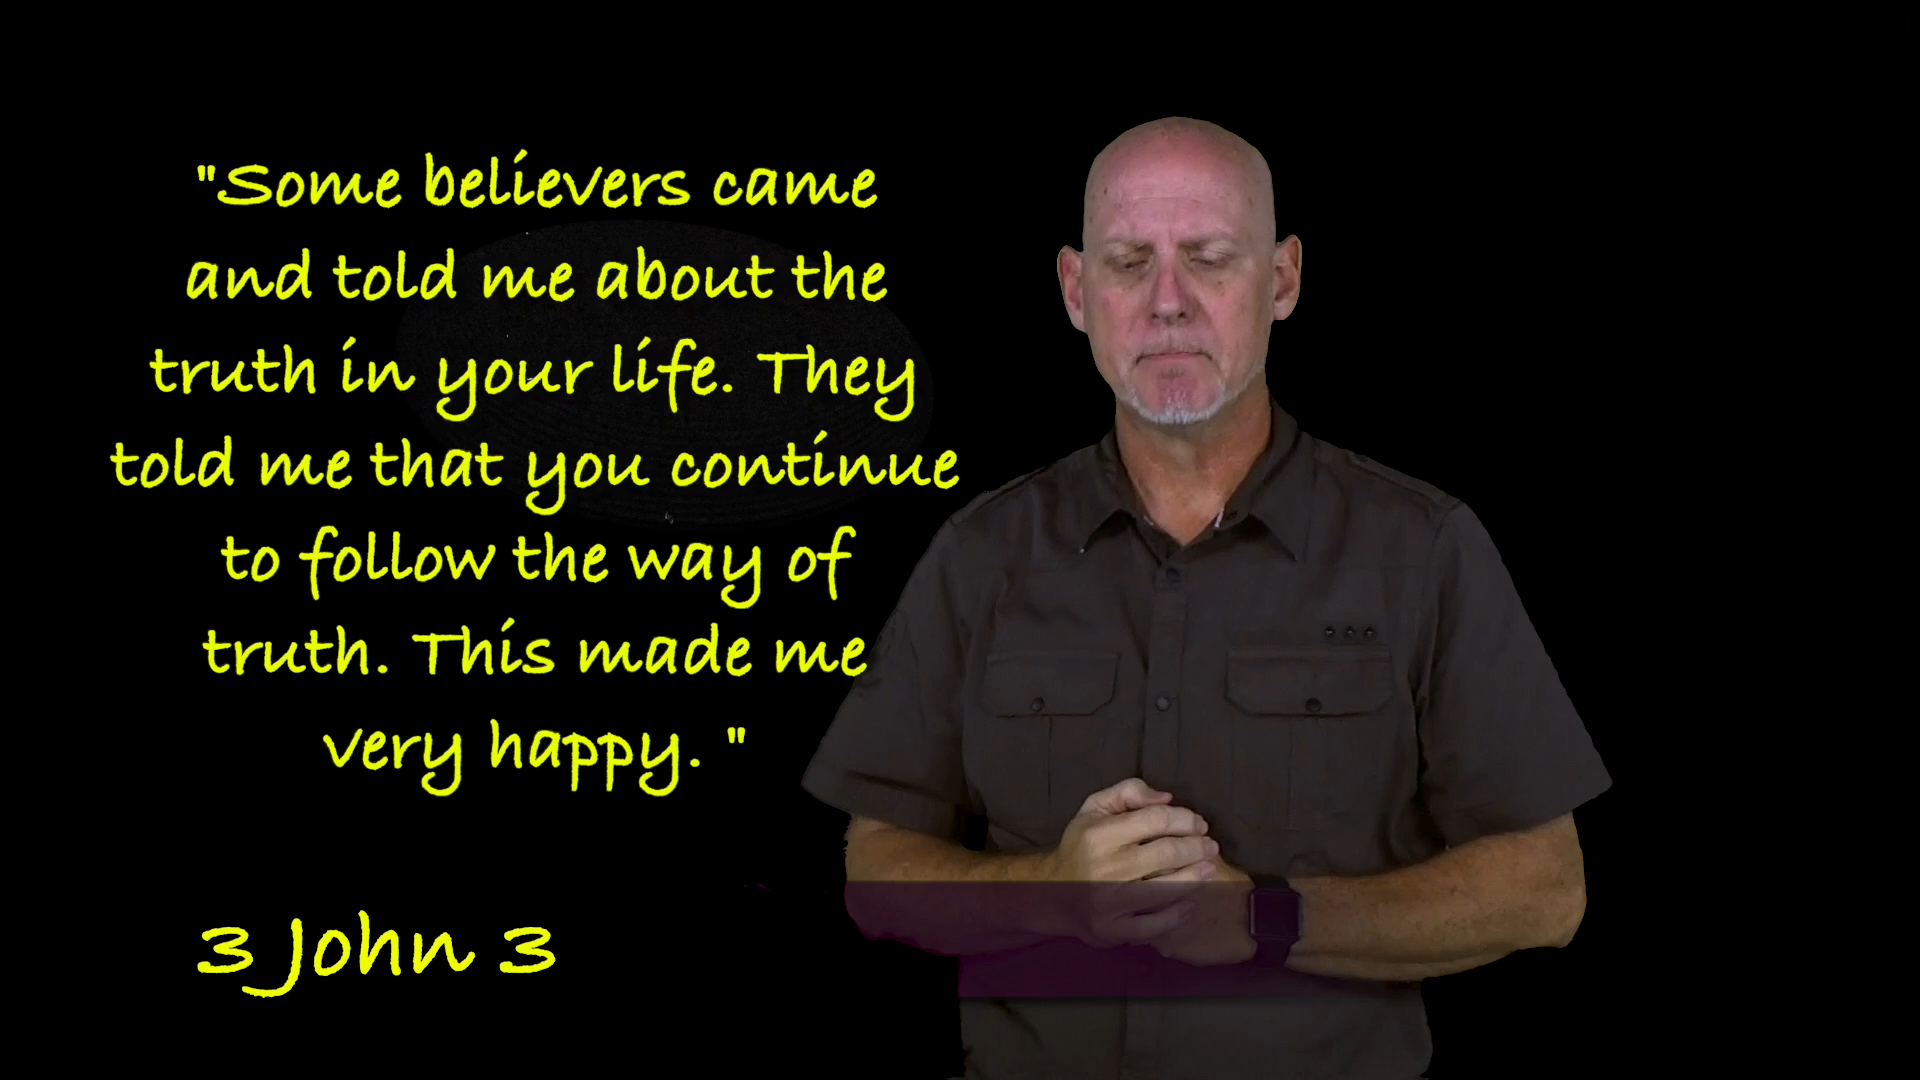 "Some believers came
and told me about the
truth in your life. They
told me that you continue
to follow the way of
truth. This made me
very happy. "
3 John 3